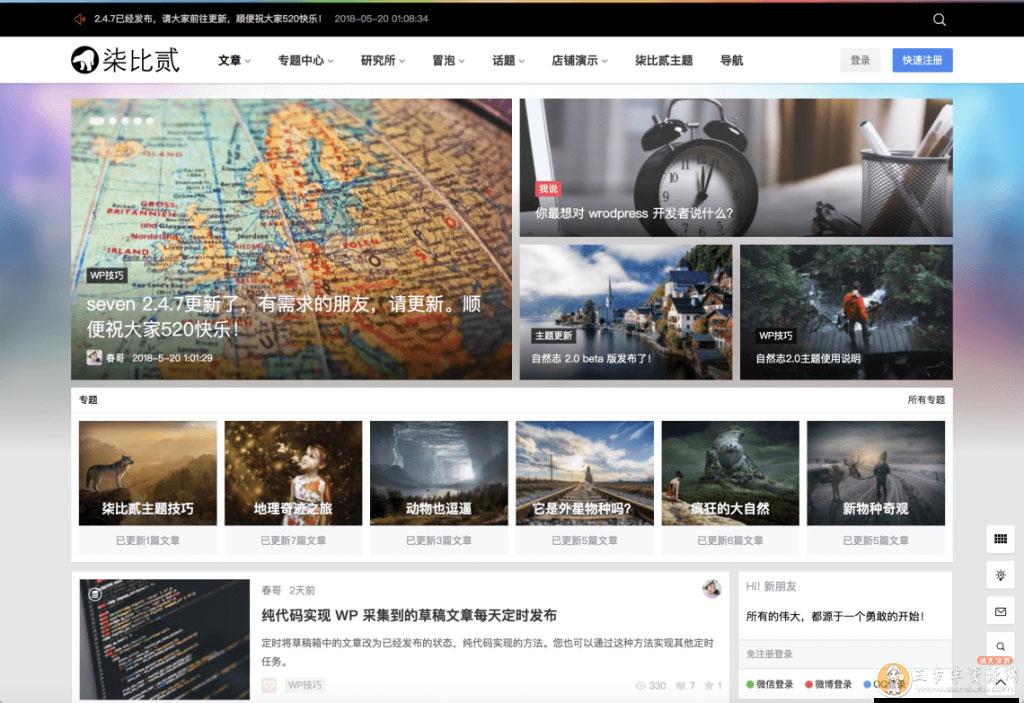 2.4.7已经发布，请大家前往更新，顺便祝大家520快乐！ 2018-05-20 01:08:34
柒比贰 文章 专题中心 研究所 冒泡 话题 店铺演示 柒比贰主题 导航 登录 快速注册
我说
你最想对 wrodpress 开发者说什么？
WP技巧
seven 2.4.7更新了，有需求的朋友，请更新。顺
便祝大家520快乐！
春哥 2018-5-20 1:01:29
主题更新
自然志 2.0 beta 版发布了！
WP技巧
自然志2.0主题使用说明
ISLAND
GROSS-
BRITANNIEN
IRLAND
POLEN
专题 所有专题
柒比贰主题技巧 地理奇迹之旅 动物也逗逼 它是外星物种吗？ 疯狂的大自然 新物种奇观
已更新1篇文章 已更新7篇文章 已更新3篇文章 已更新5篇文章 已更新6篇文章 已更新5篇文章
春哥 2天前
纯代码实现 WP 采集到的草稿文章每天定时发布
定时将草稿箱中的文章改为已经发布的状态，纯代码实现的方法。您也可以通过这种方法实现其他定时
任务。
WP技巧 330 7 1
HI! 新朋友
所有的伟大，都源于一个勇敢的开始！
免注册登录
微信登录 微博登录 QQ登录